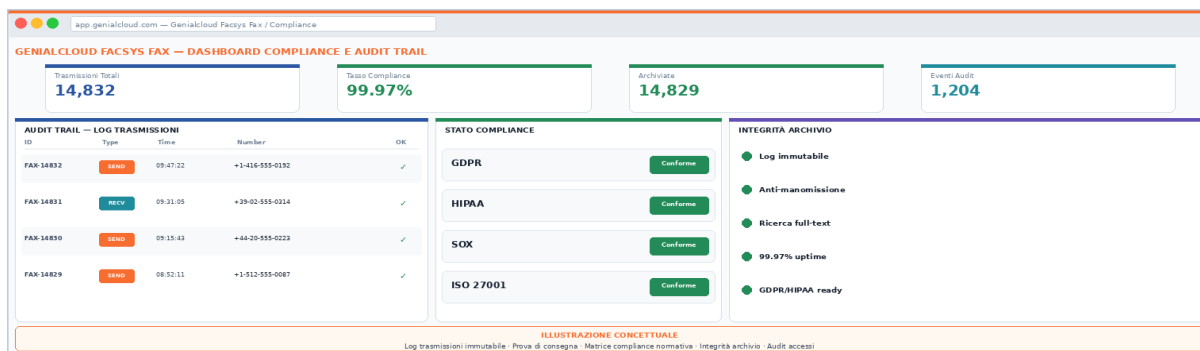 app.genialcloud.com — Genialcloud Facsys Fax / Compliance
GENIALCLOUD FACSYS FAX — DASHBOARD COMPLIANCE E AUDIT TRAIL
Trasmissioni Totali
14,832
Tasso Compliance
99.97%
Archiviate
14,829
Eventi Audit
1,204
AUDIT TRAIL — LOG TRASMISSIONI
ID Type Time Number OK
FAX-14832 SEND 09:47:22 +1-416-555-0192 ✓
FAX-14831 RECV 09:31:05 +39-02-555-0314 ✓
FAX-14830 SEND 09:15:43 +44-20-555-0223 ✓
FAX-14829 SEND 08:52:11 +1-512-555-0087 ✓
STATO COMPLIANCE
GDPR Conforme
HIPAA Conforme
SOX Conforme
ISO 27001 Conforme
INTEGRITÀ ARCHIVIO
Log immutabile
Anti-manomissione
Ricerca full-text
99.97% uptime
GDPR/HIPAA ready
ILLUSTRAZIONE CONCETTUALE
Log trasmissioni immutabile · Prova di consegna · Matrice compliance normativa · Integrità archivio · Audit accessi